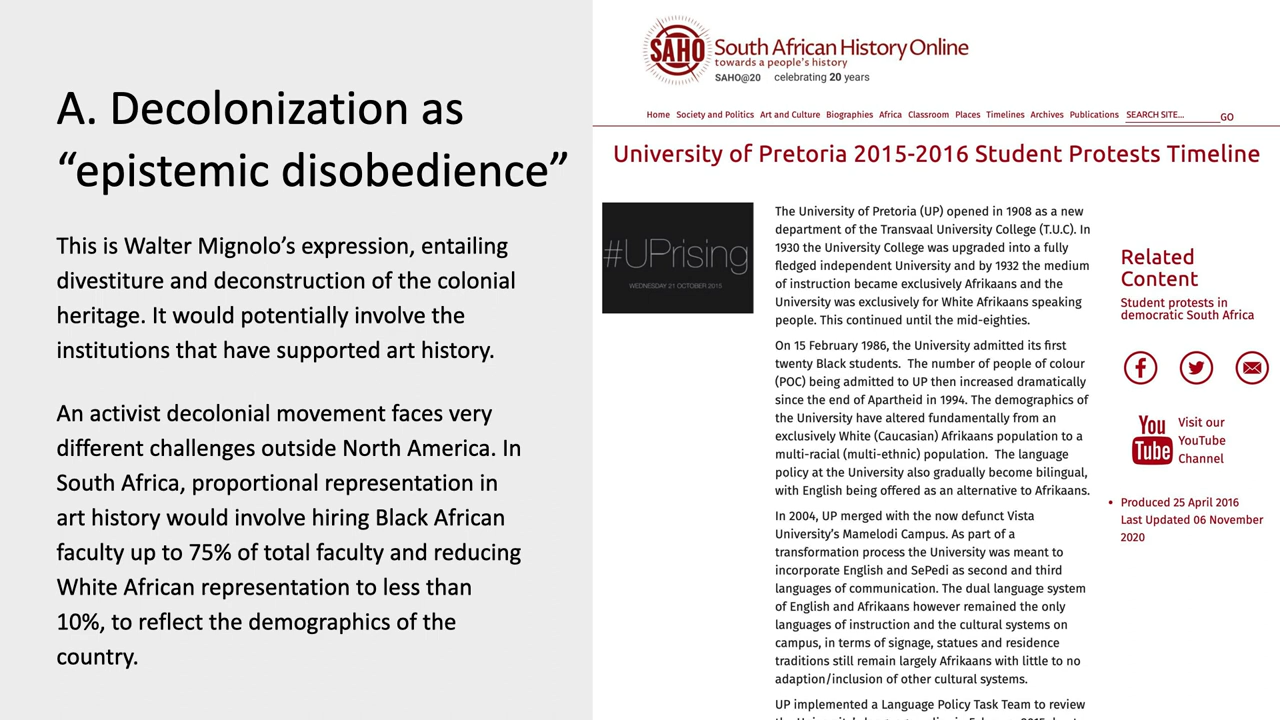 A. Decolonization as
“epistemic disobedience”
This is Walter Mignolo’s expression, entailing
divestiture and deconstruction of the colonial
heritage. It would potentially involve the
institutions that have supported art history.
An activist decolonial movement faces very
different challenges outside North America. In
South Africa, proportional representation in
art history would involve hiring Black African
faculty up to 75% of total faculty and reducing
White African representation to less than
10%, to reflect the demographics of the
country.
SAHO
South African History Online
towards a people's history
SAHO@20 celebrating 20 years
Home Society and Politics Art and Culture Biographies Africa Classroom Places Timelines Archives Publications SEARCH SITE... GO
University of Pretoria 2015-2016 Student Protests Timeline
#UPrising
WEDNESDAY 21 OCTOBER 2015
The University of Pretoria (UP) opened in 1908 as a new
department of the Transvaal University College (T.U.C). In
1930 the University College was upgraded into a fully
fledged independent University and by 1932 the medium
of instruction became exclusively Afrikaans and the
University was exclusively for White Afrikaans speaking
people. This continued until the mid-eighties.
On 15 February 1986, the University admitted its first
twenty Black students. The number of people of colour
(POC) being admitted to UP then increased dramatically
since the end of Apartheid in 1994. The demographics of
the University have altered fundamentally from an
exclusively White (Caucasian) Afrikaans population to a
multi-racial (multi-ethnic) population. The language
policy at the University also gradually become bilingual,
with English being offered as an alternative to Afrikaans.
In 2004, UP merged with the now defunct Vista
University's Mamelodi Campus. As part of a
transformation process the University was meant to
incorporate English and SePedi as second and third
languages of communication. The dual language system
of English and Afrikaans however remained the only
languages of instruction and the cultural systems on
campus, in terms of signage, statues and residence
traditions still remain largely Afrikaans with little to no
adaption/inclusion of other cultural systems.
UP implemented a Language Policy Task Team to review
Related
Content
Student protests in
democratic South Africa
You
Tube
Visit our
YouTube
Channel
• Produced 25 April 2016
Last Updated 06 November
2020